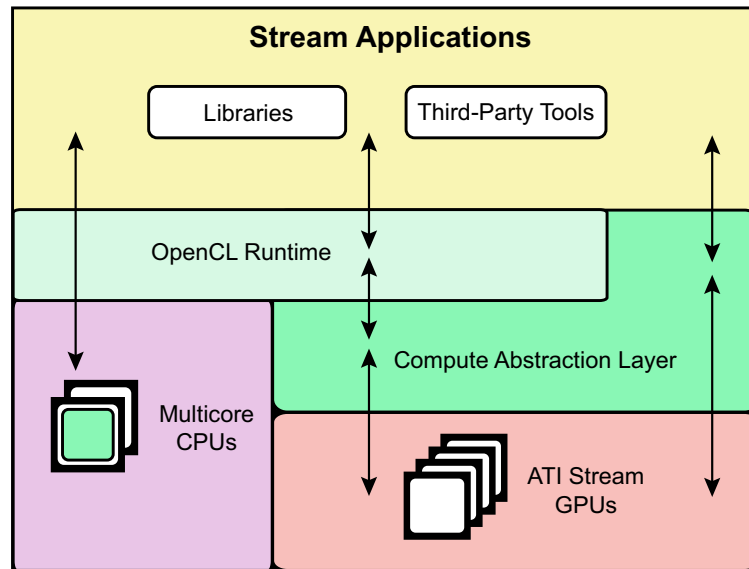 Stream Applications
Libraries
Third-Party Tools
OpenCL Runtime
Compute Abstraction Layer
Multicore
CPUs
ATI Stream
GPUs